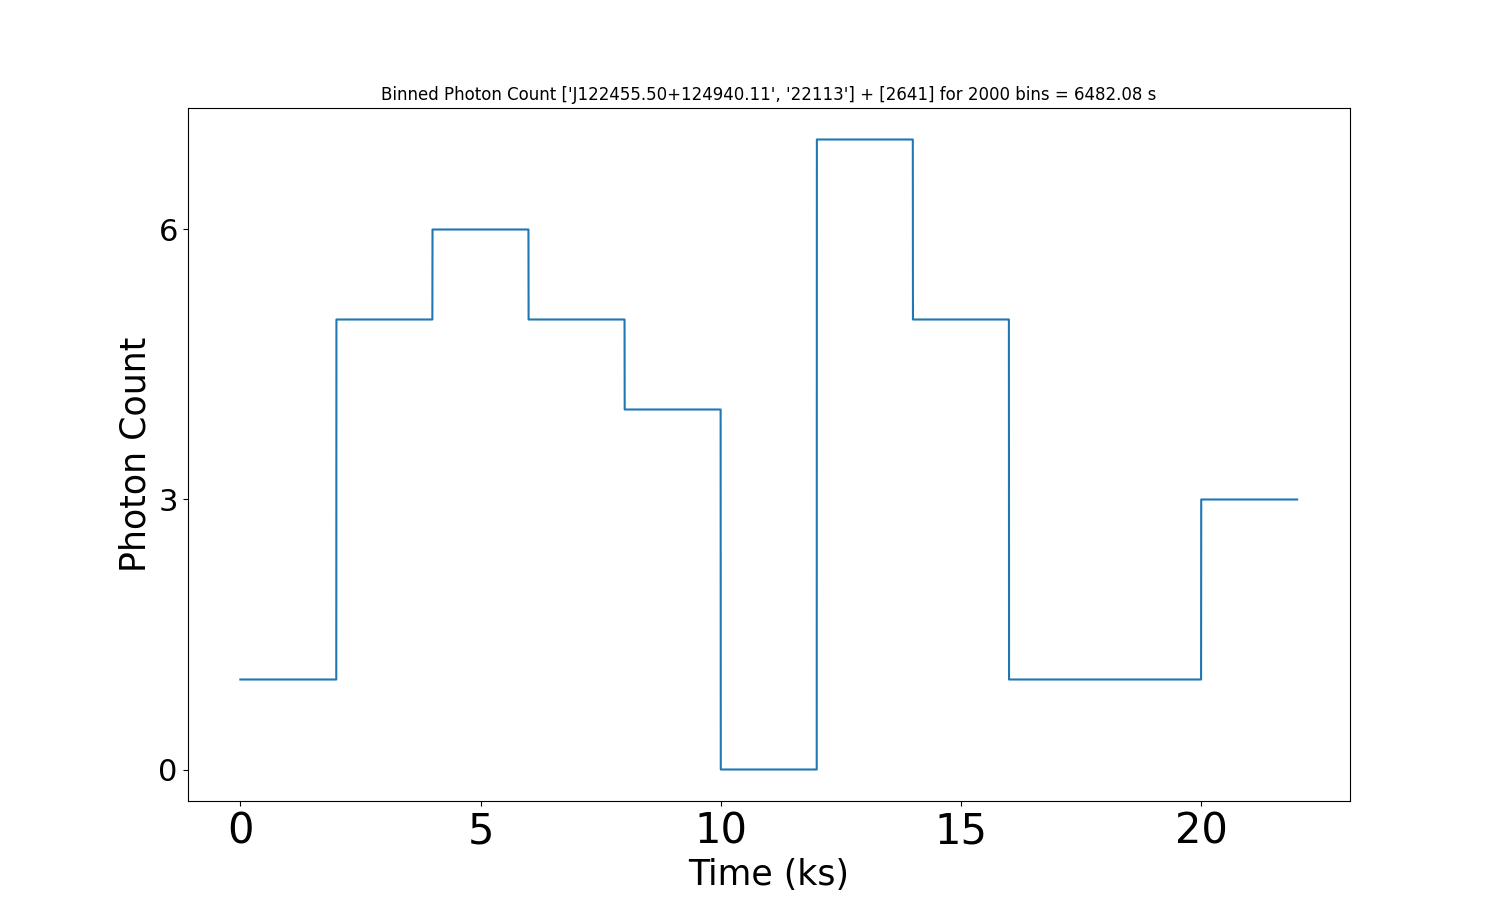 Binned Photon Count ['J122455.50+124940.11', '22113'] + [2641] for 2000 bins = 6482.08 s
6
3
0
Photon Count
0 5 10 15 20
Time (ks)